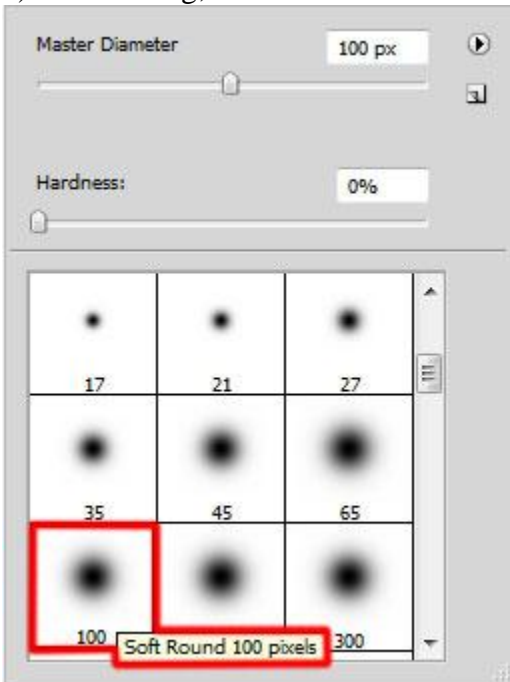 Master Diameter 100 px
Hardness: 0%
17 21 27
35 45 65
100 300
Soft Round 100 pixels